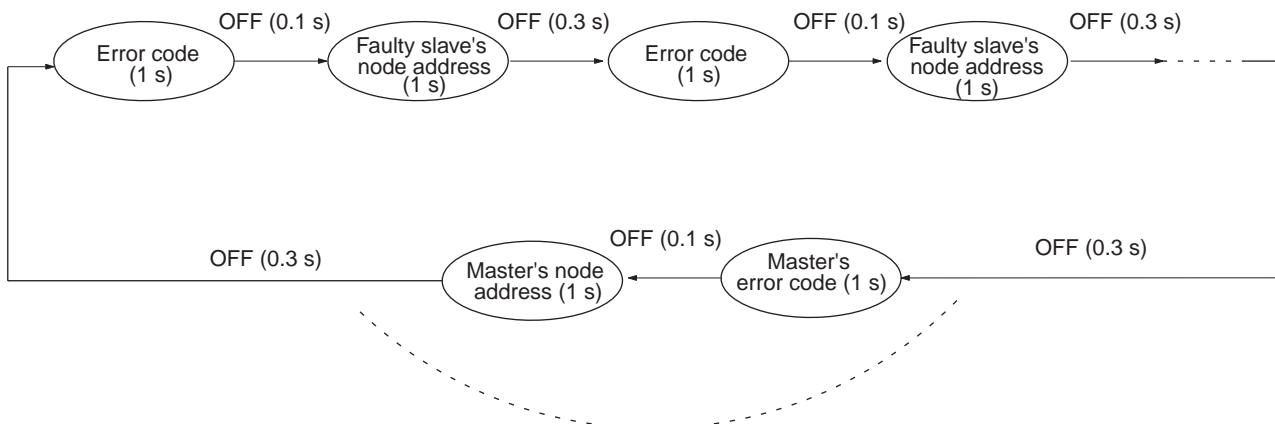 OFF (0.1 s)
OFF (0.3 s)
OFF (0.1 s)
OFF (0.3 s)
Error code
(1 s)
Faulty slave's
node address
(1 s)
Error code
(1 s)
Faulty slave's
node address
(1 s)
OFF (0.3 s)
OFF (0.1 s)
OFF (0.3 s)
Master's node
address (1 s)
Master's
error code (1 s)